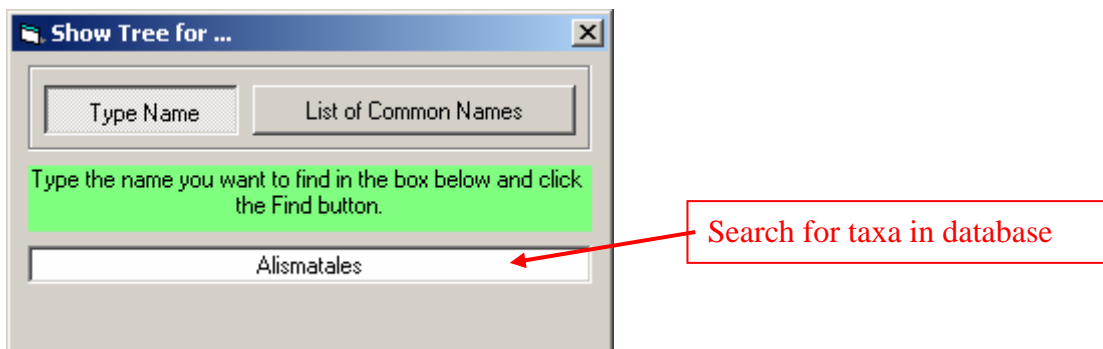 Show Tree for ...
Type Name
List of Common Names
Type the name you want to find in the box below and click
the Find button.
Search for taxa in database
Alismatales